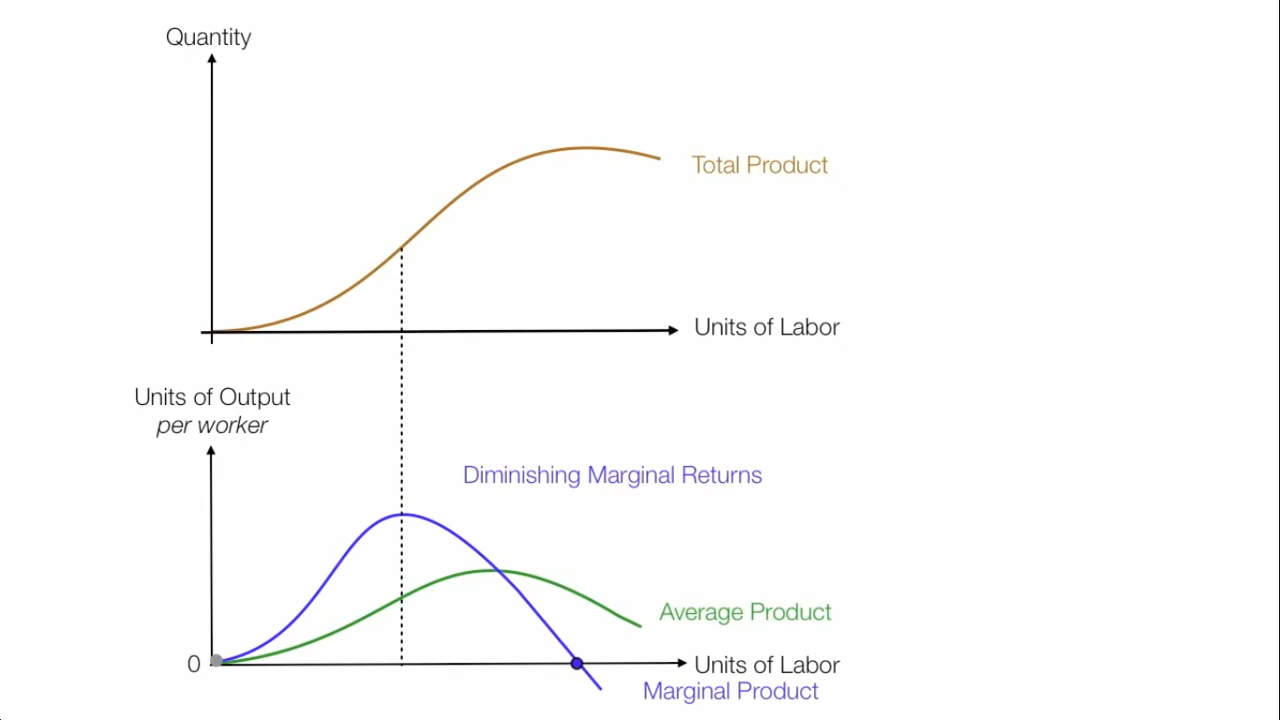 Quantity
Total Product
Units of Labor
Units of Output
per worker
Diminishing Marginal Returns
Average Product
0
Units of Labor
Marginal Product